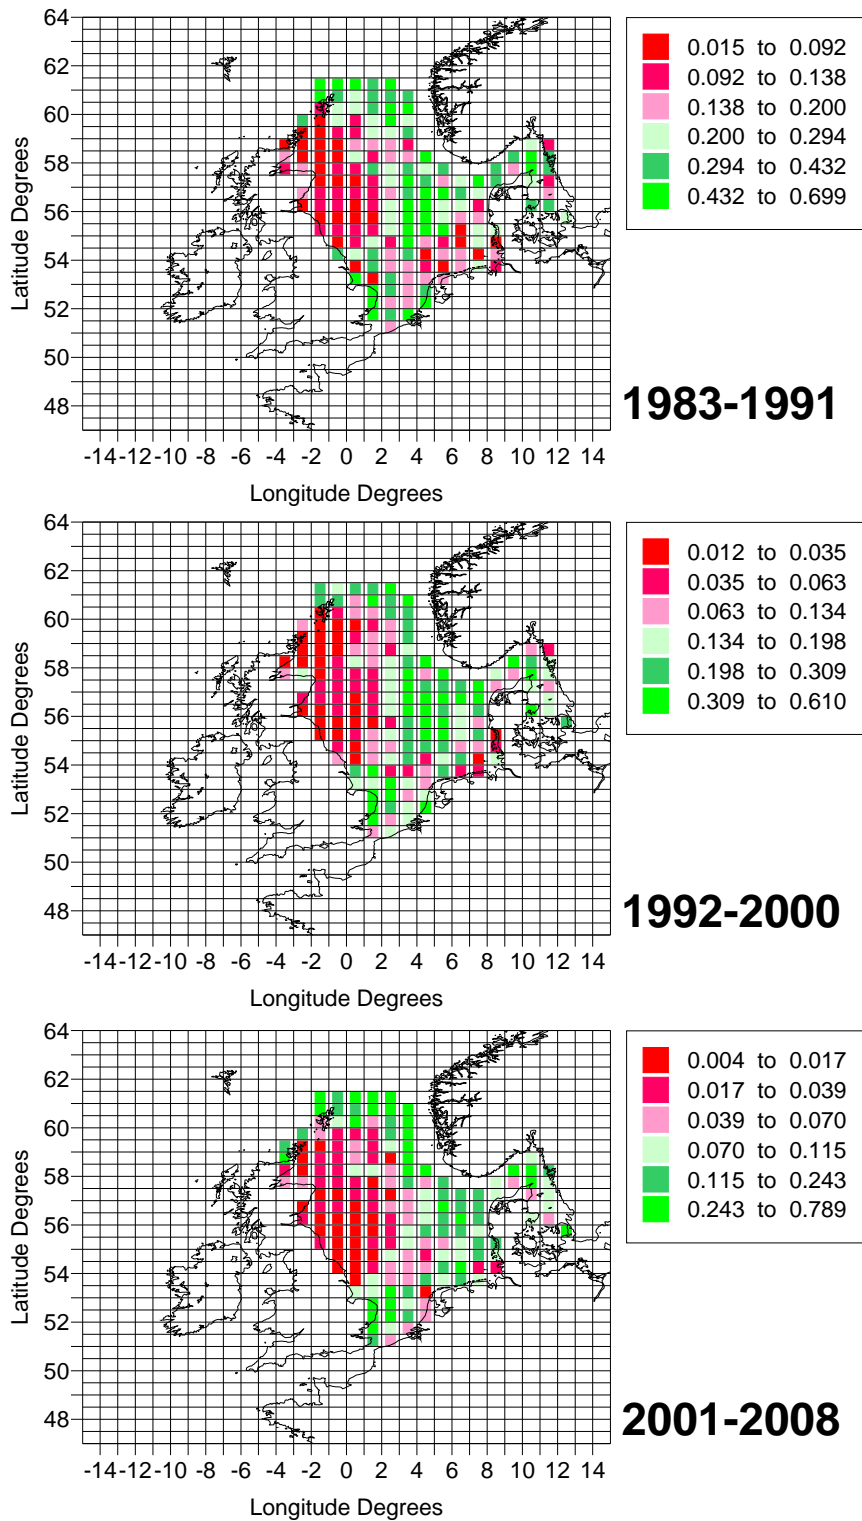 64
62
60
58
56
54
52
50
48
Latitude Degrees
-14 -12 -10 -8 -6 -4 -2 0 2 4 6 8 10 12 14
Longitude Degrees
0.015 to 0.092
0.092 to 0.138
0.138 to 0.200
0.200 to 0.294
0.294 to 0.432
0.432 to 0.699
1983-1991
64
62
60
58
56
54
52
50
48
Latitude Degrees
-14 -12 -10 -8 -6 -4 -2 0 2 4 6 8 10 12 14
Longitude Degrees
0.012 to 0.035
0.035 to 0.063
0.063 to 0.134
0.134 to 0.198
0.198 to 0.309
0.309 to 0.610
1992-2000
64
62
60
58
56
54
52
50
48
Latitude Degrees
-14 -12 -10 -8 -6 -4 -2 0 2 4 6 8 10 12 14
Longitude Degrees
0.004 to 0.017
0.017 to 0.039
0.039 to 0.070
0.070 to 0.115
0.115 to 0.243
0.243 to 0.789
2001-2008